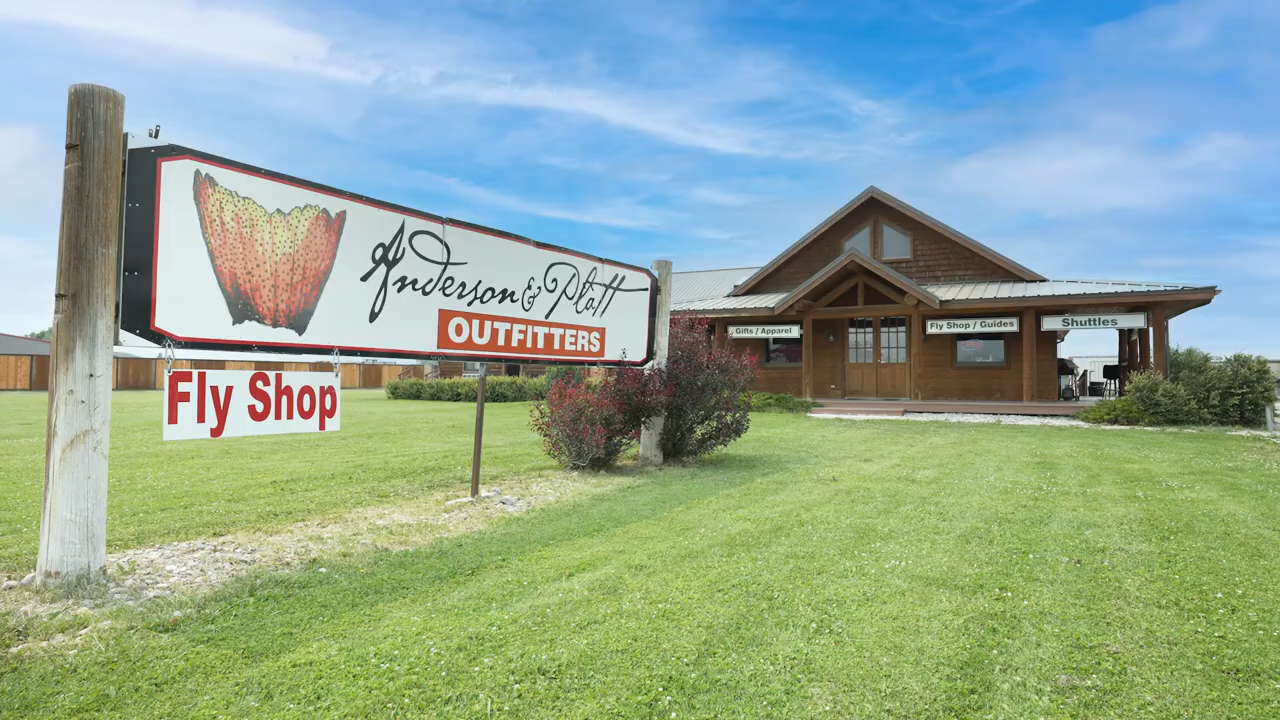 Anderson & Platt
OUTFITTERS
Fly Shop
Gifts / Apparel
Fly Shop / Guides
Shuttles